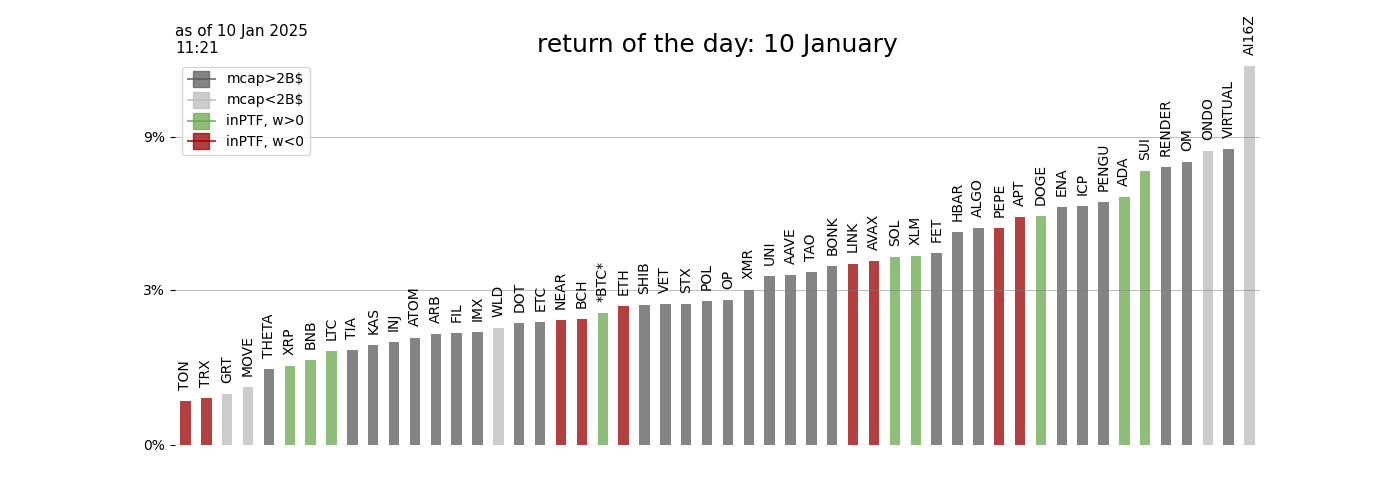 as of 10 Jan 2025
11:21
return of the day: 10 January
mcap>2B$
mcap<2B$
inPTF, w>0
inPTF, w<0
9%
3%
0%
TON
TRX
GRT
MOVE
THETA
XRP
BNB
LTC
TIA
KAS
INJ
ATOM
ARB
FIL
IMX
WLD
DOT
ETC
NEAR
BCH
*BTC*
ETH
SHIB
VET
STX
POL
OP
XMR
UNI
AAVE
TAO
BONK
LINK
AVAX
SOL
XLM
FET
HBAR
ALGO
PEPE
APT
DOGE
ENA
ICP
PENGU
ADA
SUI
RENDER
OM
ONDO
VIRTUAL
AI16Z